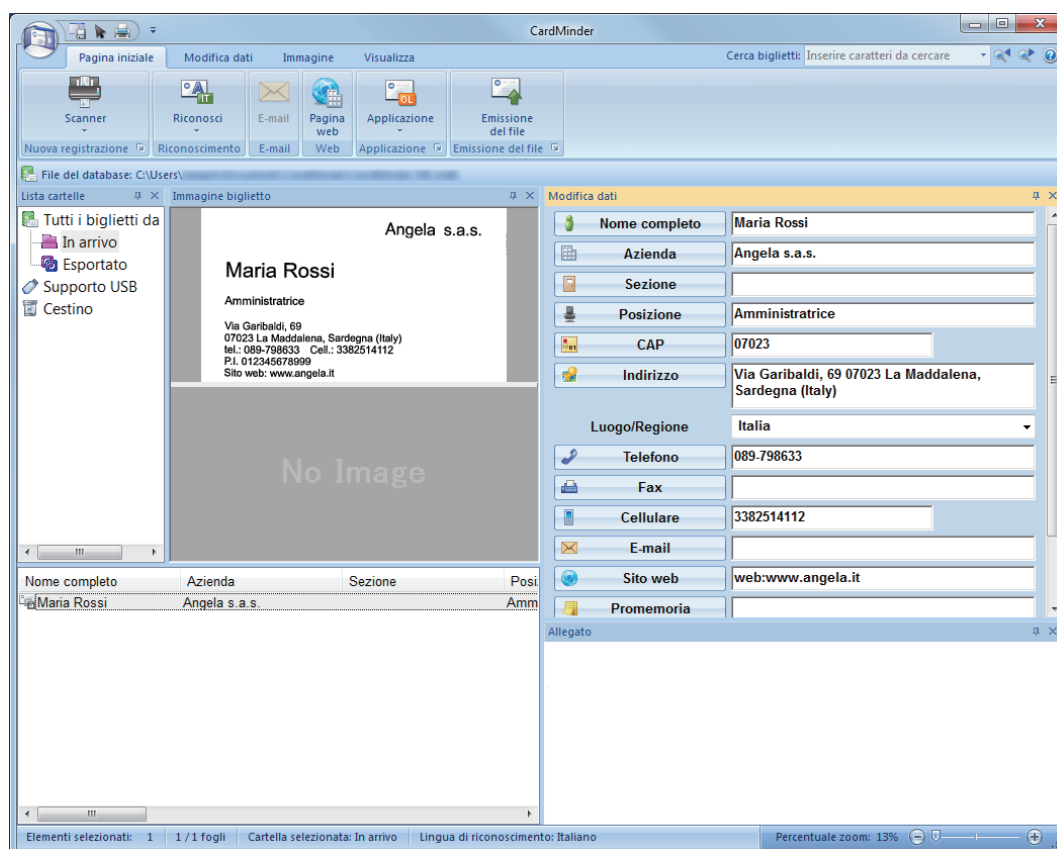 CardMinder
Pagina iniziale Modifica dati Immagine Visualizza Cerca biglietti: Inserire caratteri da cercare
Scanner Riconosci E-mail Pagina web Applicazione Emissione del file
Nuova registrazione Riconoscimento E-mail Web Applicazione Emissione del file
File del database: C:\Users\
Lista cartelle
Tutti i biglietti da
In arrivo
Esportato
Supporto USB
Cestino
Immagine biglietto
Angela s.a.s.
Maria Rossi
Amministratrice
Via Garibaldi, 69
07023 La Maddalena, Sardegna (Italy)
tel.: 089-798633 Cell.: 3382514112
P.I. 012345678999
Sito web: www.angela.it
No Image
Modifica dati
Nome completo Maria Rossi
Azienda Angela s.a.s.
Sezione
Posizione Amministratrice
CAP 07023
Indirizzo Via Garibaldi, 69 07023 La Maddalena,
Sardegna (Italy)
Luogo/Regione Italia
Telefono 089-798633
Fax
Cellulare 3382514112
E-mail
Sito web web:www.angela.it
Promemoria
Nome completo Azienda Sezione Posi
Maria Rossi Angela s.a.s. Amm
Allegato
Elementi selezionati: 1 1 / 1 fogli Cartella selezionata: In arrivo Lingua di riconoscimento: Italiano Percentuale zoom: 13%